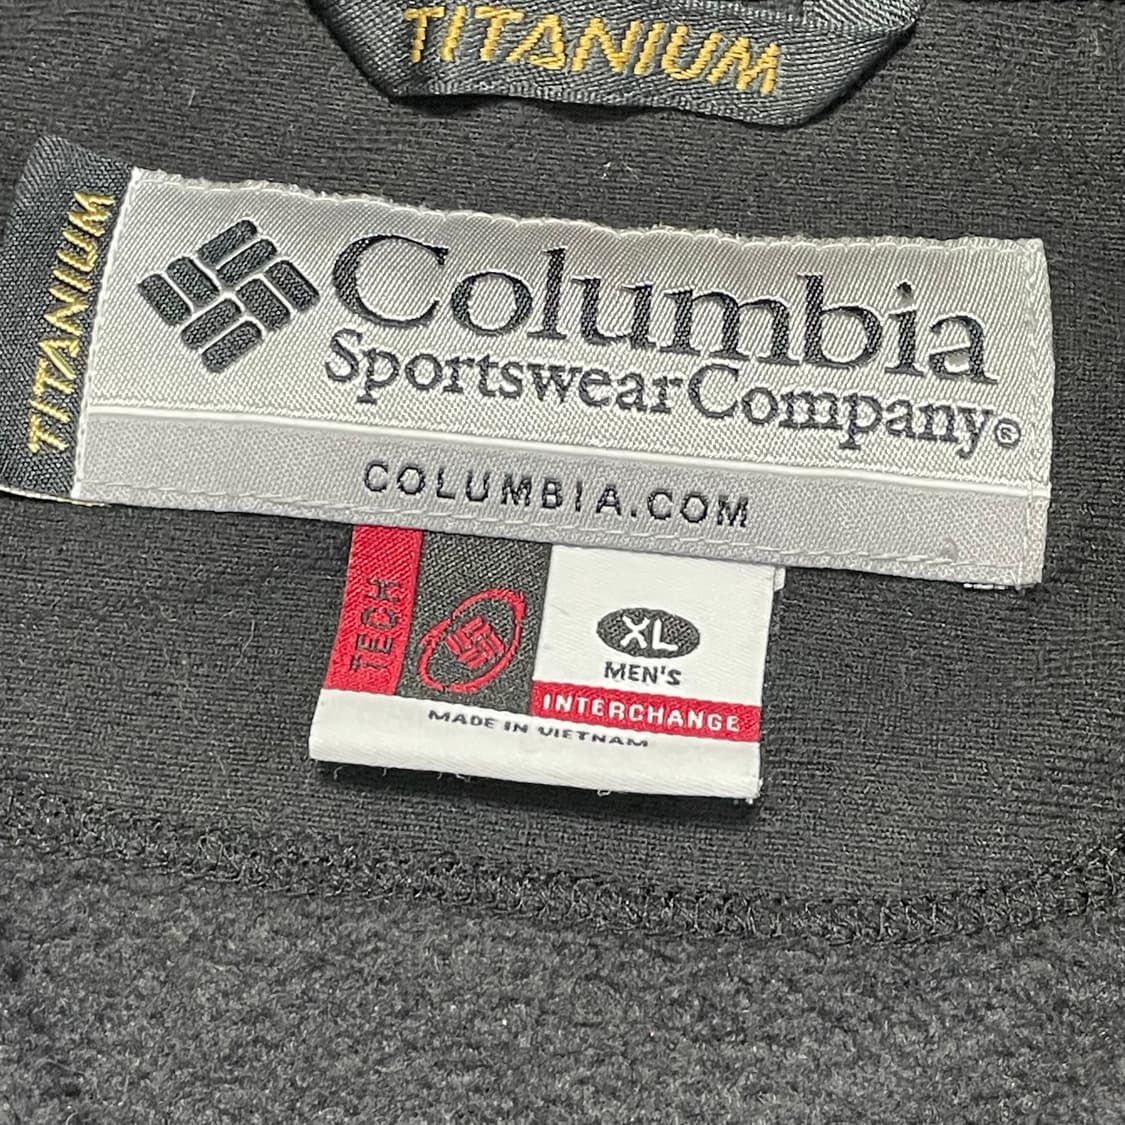 TITANIUM
TITANIUM
Columbia
Sportswear Company®
COLUMBIA.COM
TECH
XL
MEN'S
INTERCHANGE
MADE IN VIETNAM